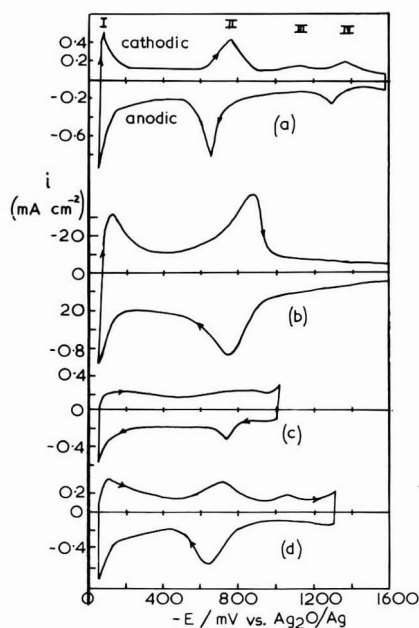 I II III IV
0.4
cathodic
0.2
0
-0.2
anodic
(a)
-0.6
i
(mA cm⁻²)
-20
0
20
(b)
-0.8
0.4
0
(c)
-0.4
0.2
0
-0.4
(d)
0 400 800 1200 1600
-E / mV vs. Ag₂O/Ag